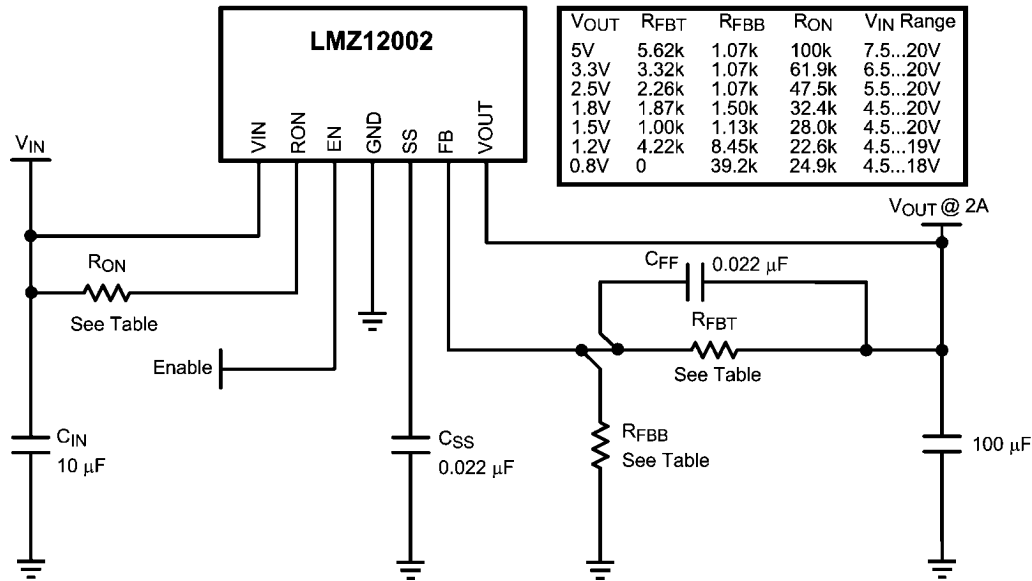 LMZ12002
VIN
RON
EN
GND
SS
FB
VOUT
VOUT RFBT RFBB RON VIN Range
5V 5.62k 1.07k 100k 7.5...20V
3.3V 3.32k 1.07k 61.9k 6.5...20V
2.5V 2.26k 1.07k 47.5k 5.5...20V
1.8V 1.87k 1.50k 32.4k 4.5...20V
1.5V 1.00k 1.13k 28.0k 4.5...20V
1.2V 4.22k 8.45k 22.6k 4.5...19V
0.8V 0 39.2k 24.9k 4.5...18V
VIN
VOUT @ 2A
RON
See Table
CFF 0.022 μF
RFBT
See Table
Enable
CIN
10 μF
CSS
0.022 μF
RFBB
See Table
100 μF